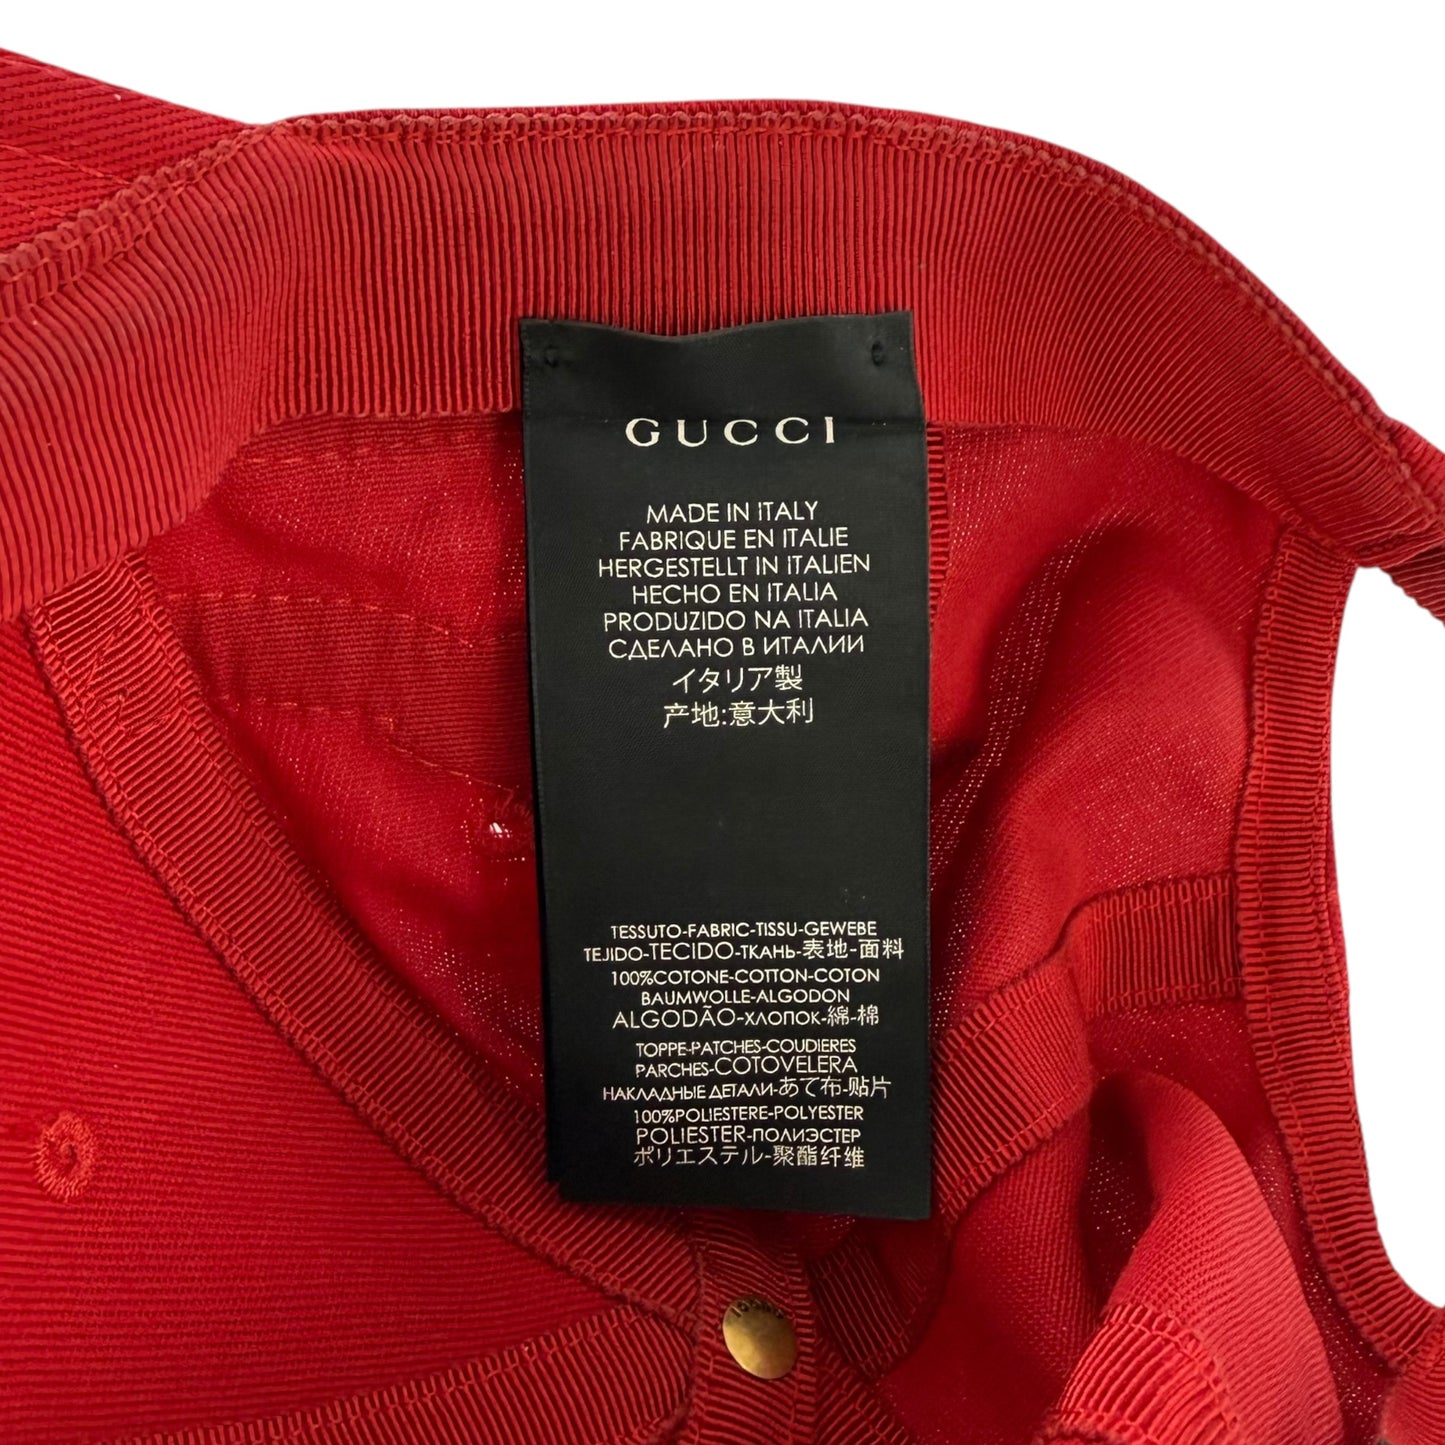 GUCCI
MADE IN ITALY
FABRIQUE EN ITALIE
HERGESTELLT IN ITALIEN
HECHO EN ITALIA
PRODUZIDO NA ITALIA
СДЕЛАНО В ИТАЛИИ
イタリア製
产地:意大利
TESSUTO-FABRIC-TISSU-GEWEBE
TEJIDO-TECIDO-ТКАНЬ-表地-面料
100%COTONE-COTTON-COTON
BAUMWOLLE-ALGODON
ALGODÃO-ХЛОПОК-綿-棉
TOPPE-PATCHES-COUDIERES
PARCHES-COTOVELERA
НАКЛАДНЫЕ ДЕТАЛИ-あて布-贴片
100%POLIESTERE-POLYESTER
POLIESTER-ПОЛИЭСТЕР
ポリエステル-聚酯纤维